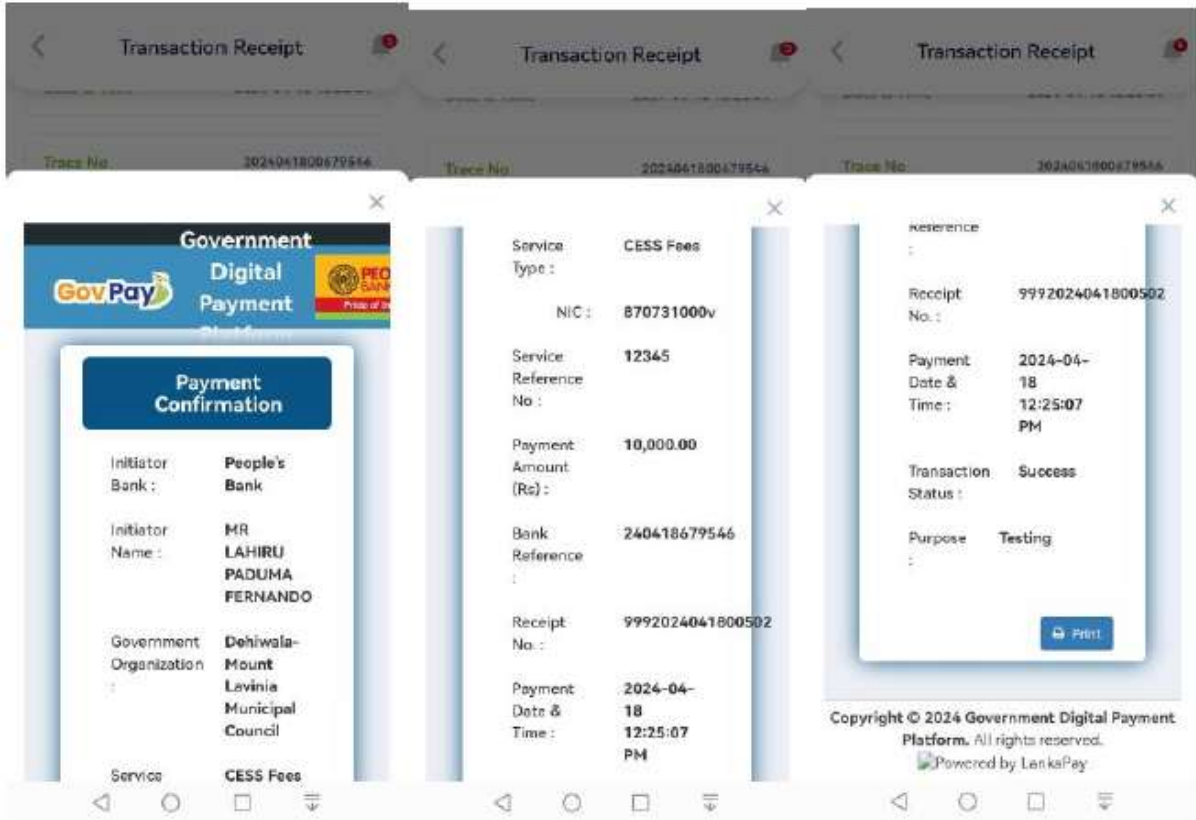 Transaction Receipt
Trace No
2024041800679546
Government
Digital
Payment
GovPay
Payment
Confirmation
Initiator
Bank :
People's
Bank
Initiator
Name :
MR
LAHIRU
PADUMA
FERNANDO
Government
Organization
:
Dehiwala-
Mount
Lavinia
Municipal
Council
Service
CESS Fees
Transaction Receipt
Trace No
2024041800679546
Service
Type :
CESS Fees
NIC :
870731000v
Service
Reference
No :
12345
Payment
Amount
(Rs) :
10,000.00
Bank
Reference
:
240418679546
Receipt
No. :
9992024041800502
Payment
Date &
Time :
2024-04-
18
12:25:07
PM
Transaction Receipt
Trace No
2024041800679546
Reference
:
Receipt
No. :
9992024041800502
Payment
Date &
Time :
2024-04-
18
12:25:07
PM
Transaction
Status :
Success
Purpose
:
Testing
Print
Copyright © 2024 Government Digital Payment
Platform. All rights reserved.
Powered by LankaPay